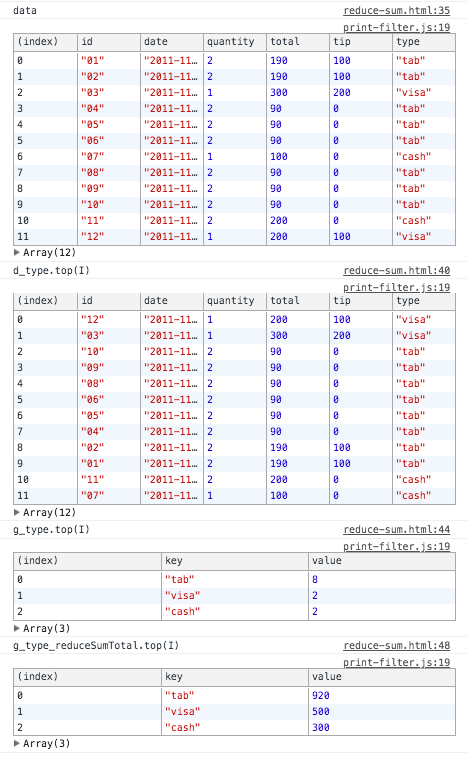 data reduce-sum.html:35
print-filter.js:19
(index) id date quantity total tip type
0 "01" "2011-11… 2 190 100 "tab"
1 "02" "2011-11… 2 190 100 "tab"
2 "03" "2011-11… 1 300 200 "visa"
3 "04" "2011-11… 2 90 0 "tab"
4 "05" "2011-11… 2 90 0 "tab"
5 "06" "2011-11… 2 90 0 "tab"
6 "07" "2011-11… 1 100 0 "cash"
7 "08" "2011-11… 2 90 0 "tab"
8 "09" "2011-11… 2 90 0 "tab"
9 "10" "2011-11… 2 90 0 "tab"
10 "11" "2011-11… 2 200 0 "cash"
11 "12" "2011-11… 1 200 100 "visa"
▶ Array(12)
d_type.top(I) reduce-sum.html:40
print-filter.js:19
(index) id date quantity total tip type
0 "12" "2011-11… 1 200 100 "visa"
1 "03" "2011-11… 1 300 200 "visa"
2 "10" "2011-11… 2 90 0 "tab"
3 "09" "2011-11… 2 90 0 "tab"
4 "08" "2011-11… 2 90 0 "tab"
5 "06" "2011-11… 2 90 0 "tab"
6 "05" "2011-11… 2 90 0 "tab"
7 "04" "2011-11… 2 90 0 "tab"
8 "02" "2011-11… 2 190 100 "tab"
9 "01" "2011-11… 2 190 100 "tab"
10 "11" "2011-11… 2 200 0 "cash"
11 "07" "2011-11… 1 100 0 "cash"
▶ Array(12)
g_type.top(I) reduce-sum.html:44
print-filter.js:19
(index) key value
0 "tab" 8
1 "visa" 2
2 "cash" 2
▶ Array(3)
g_type_reduceSumTotal.top(I) reduce-sum.html:48
print-filter.js:19
(index) key value
0 "tab" 920
1 "visa" 500
2 "cash" 300
▶ Array(3)